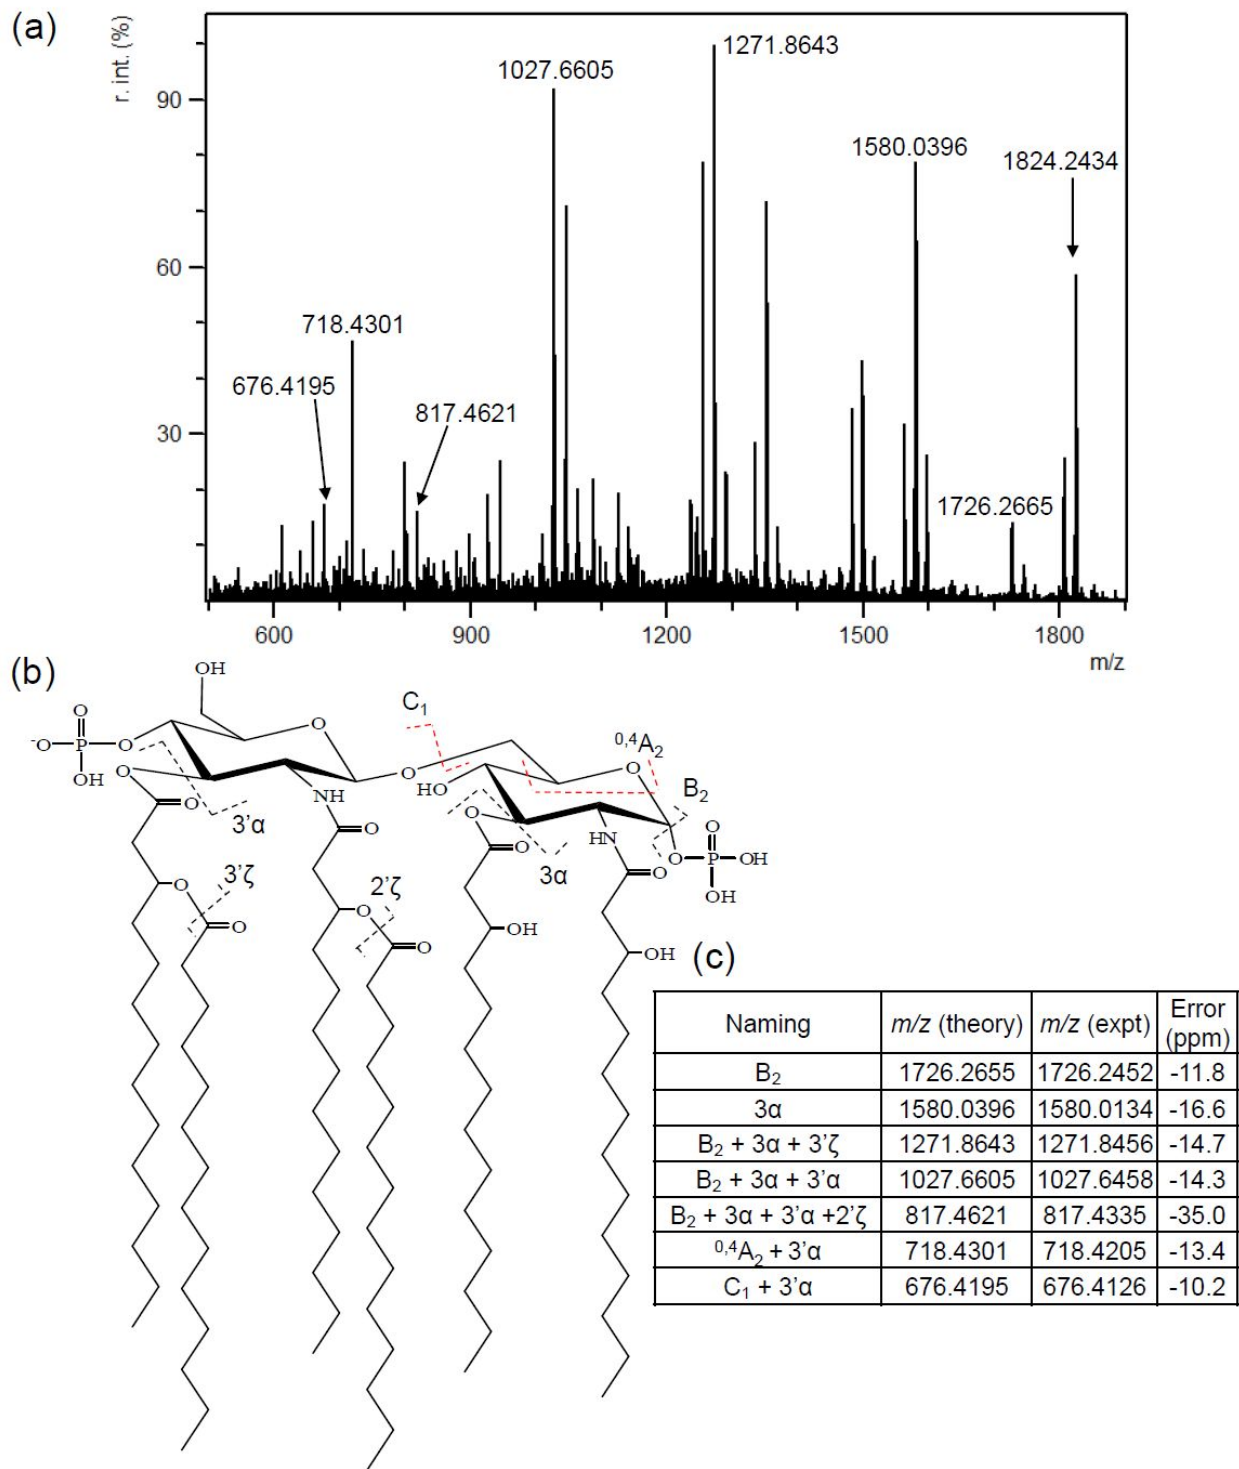 (a)
r. int. (%)
1271.8643
1027.6605
90
1580.0396
1824.2434
60
718.4301
676.4195
817.4621
30
1726.2665
600 900 1200 1500 1800
m/z
(b)
OH
C₁
O
O
⁰,⁴A₂
⁻O P O
O
B₂
OH
O
O
HO
O
NH
O
O
HN
O P OH
3'α
O
O
3α
O
OH
3'ζ
2'ζ
O
O
OH
O
O
OH
(c)
Naming m/z (theory) m/z (expt) Error (ppm)
B₂ 1726.2655 1726.2452 -11.8
3α 1580.0396 1580.0134 -16.6
B₂ + 3α + 3'ζ 1271.8643 1271.8456 -14.7
B₂ + 3α + 3'α 1027.6605 1027.6458 -14.3
B₂ + 3α + 3'α +2'ζ 817.4621 817.4335 -35.0
⁰,⁴A₂ + 3'α 718.4301 718.4205 -13.4
C₁ + 3'α 676.4195 676.4126 -10.2